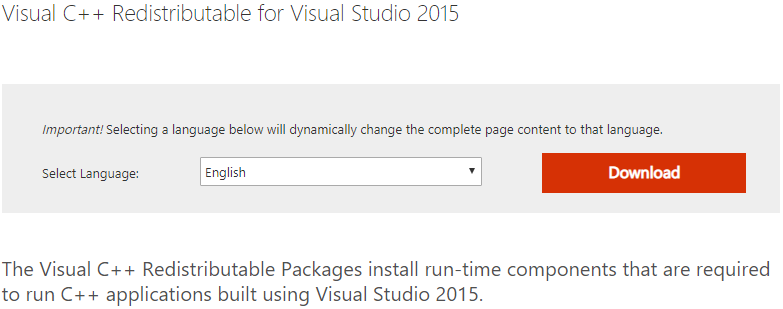 Visual C++ Redistributable for Visual Studio 2015
Important! Selecting a language below will dynamically change the complete page content to that language.
Select Language:
English
Download
The Visual C++ Redistributable Packages install run-time components that are required
to run C++ applications built using Visual Studio 2015.